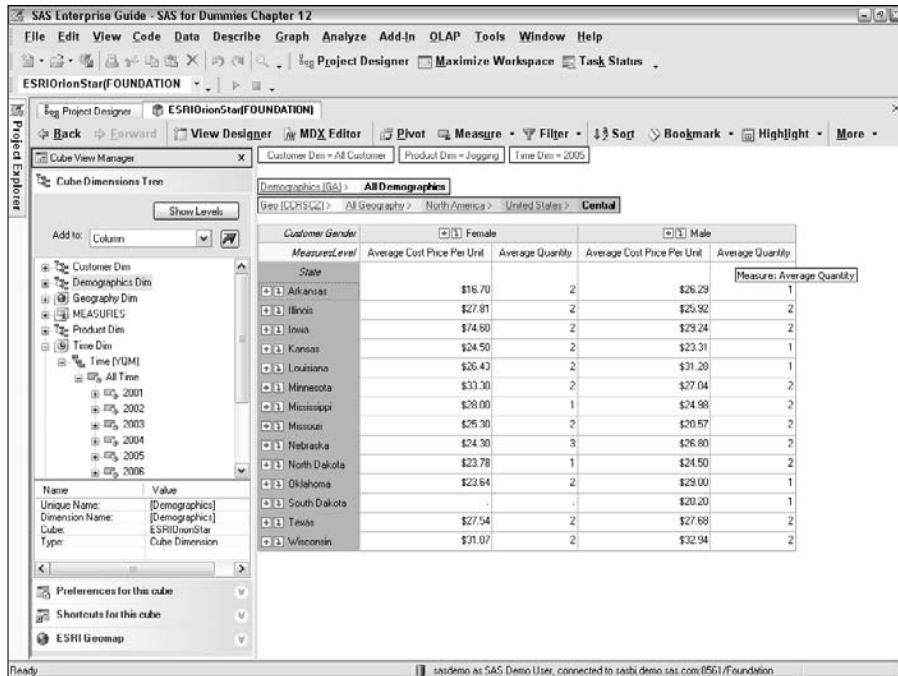 SAS Enterprise Guide - SAS for Dummies Chapter 12
File Edit View Code Data Describe Graph Analyze Add-In OLAP Tools Window Help
Project Designer Maximize Workspace Task Status
ESRIOrionStar(FOUNDATION
Project Explorer
Project Designer ESRIOrionStar(FOUNDATION)
Back Forward View Designer MDX Editor Pivot Measure Filter Sort Bookmark Highlight More
Cube View Manager x
Cube Dimensions Tree
Show Levels
Add to: Column
Customer Dim
Demographics Dim
Geography Dim
MEASURES
Product Dim
Time Dim
Time [YQM]
All Time
2001
2002
2003
2004
2005
2006
Name Value
Unique Name: [Demographics]
Dimension Name: [Demographics]
Cube: ESRIOrionStar
Type: Cube Dimension
Preferences for this cube
Shortcuts for this cube
ESRI Geomap
Customer Dim = All Customer Product Dim = Jogging Time Dim = 2005
Demographics [GA] > All Demographics
Geo [CCRSCZ] > All Geography > North America > United States > Central
Customer Gender Female Male
MeasuresLevel Average Cost Price Per Unit Average Quantity Average Cost Price Per Unit Average Quantity
State
Measure: Average Quantity
Arkansas $16.70 2 $26.29 1
Illinois $27.81 2 $25.92 2
Iowa $74.60 2 $29.24 2
Kansas $24.50 2 $23.31 1
Louisiana $26.43 2 $31.28 1
Minnesota $33.30 2 $27.04 2
Mississippi $28.00 1 $24.98 2
Missouri $25.30 2 $20.57 2
Nebraska $24.30 3 $26.80 2
North Dakota $23.78 1 $24.50 2
Oklahoma $23.64 2 $29.00 1
South Dakota . . $20.20 1
Texas $27.54 2 $27.68 2
Wisconsin $31.07 2 $32.94 2
Ready
sasdemo as SAS Demo User, connected to sasbi.demo.sas.com:8561/Foundation